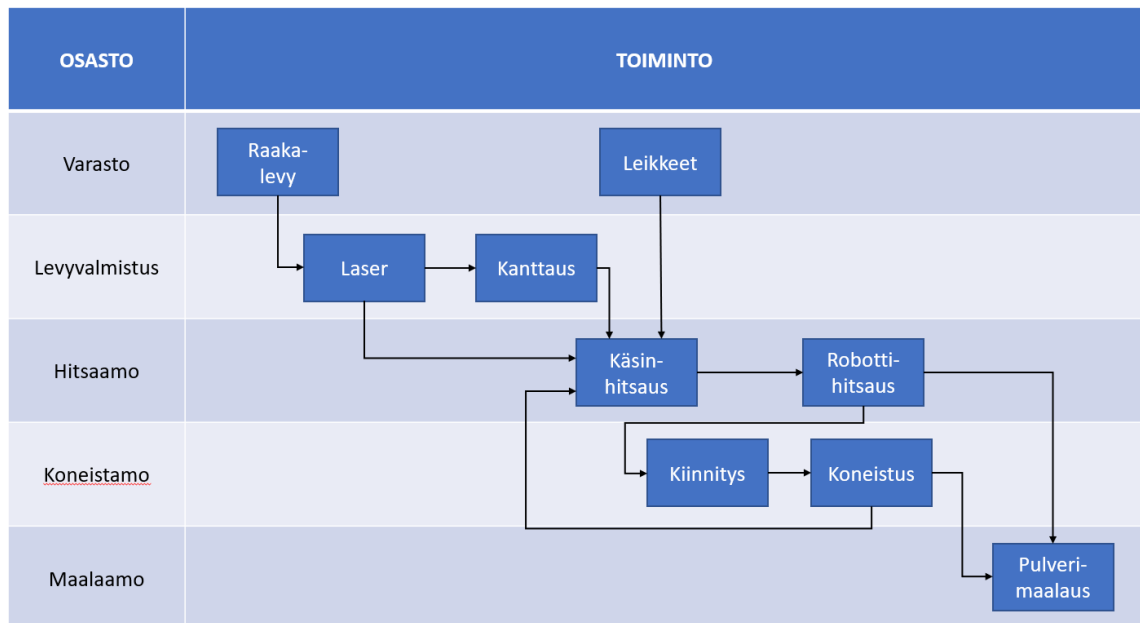 OSASTO
TOIMINTO
Varasto
Raaka-
levy
Leikkeet
Levyvalmistus
Laser
Kanttaus
Hitsaamo
Käsin-
hitsaus
Robotti-
hitsaus
Koneistamo
Kiinnitys
Koneistus
Maalaamo
Pulveri-
maalaus